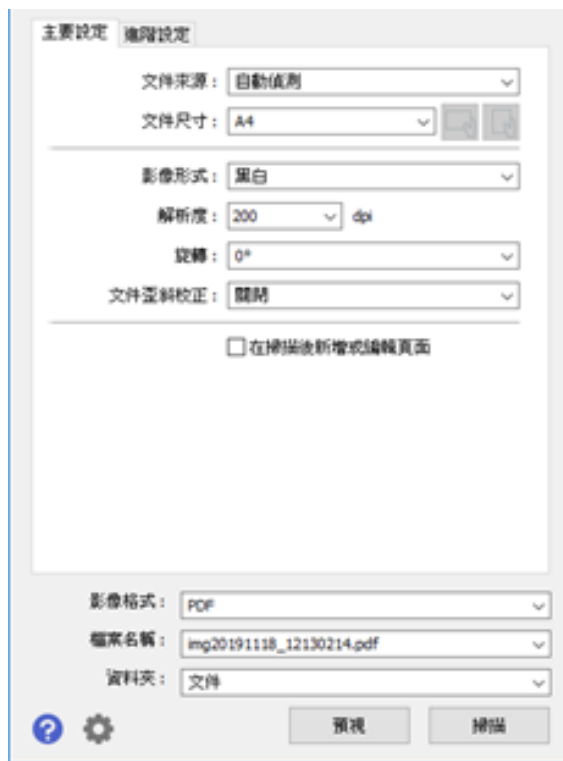 主要設定 進階設定
文件來源： 自動偵測
文件尺寸： A4
影像形式： 黑白
解析度： 200 dpi
旋轉： 0°
文件歪斜校正： 關閉
在掃描後新增或編輯頁面
影像格式： PDF
檔案名稱： img20191118_12130214.pdf
資料夾： 文件
? 預視 掃描